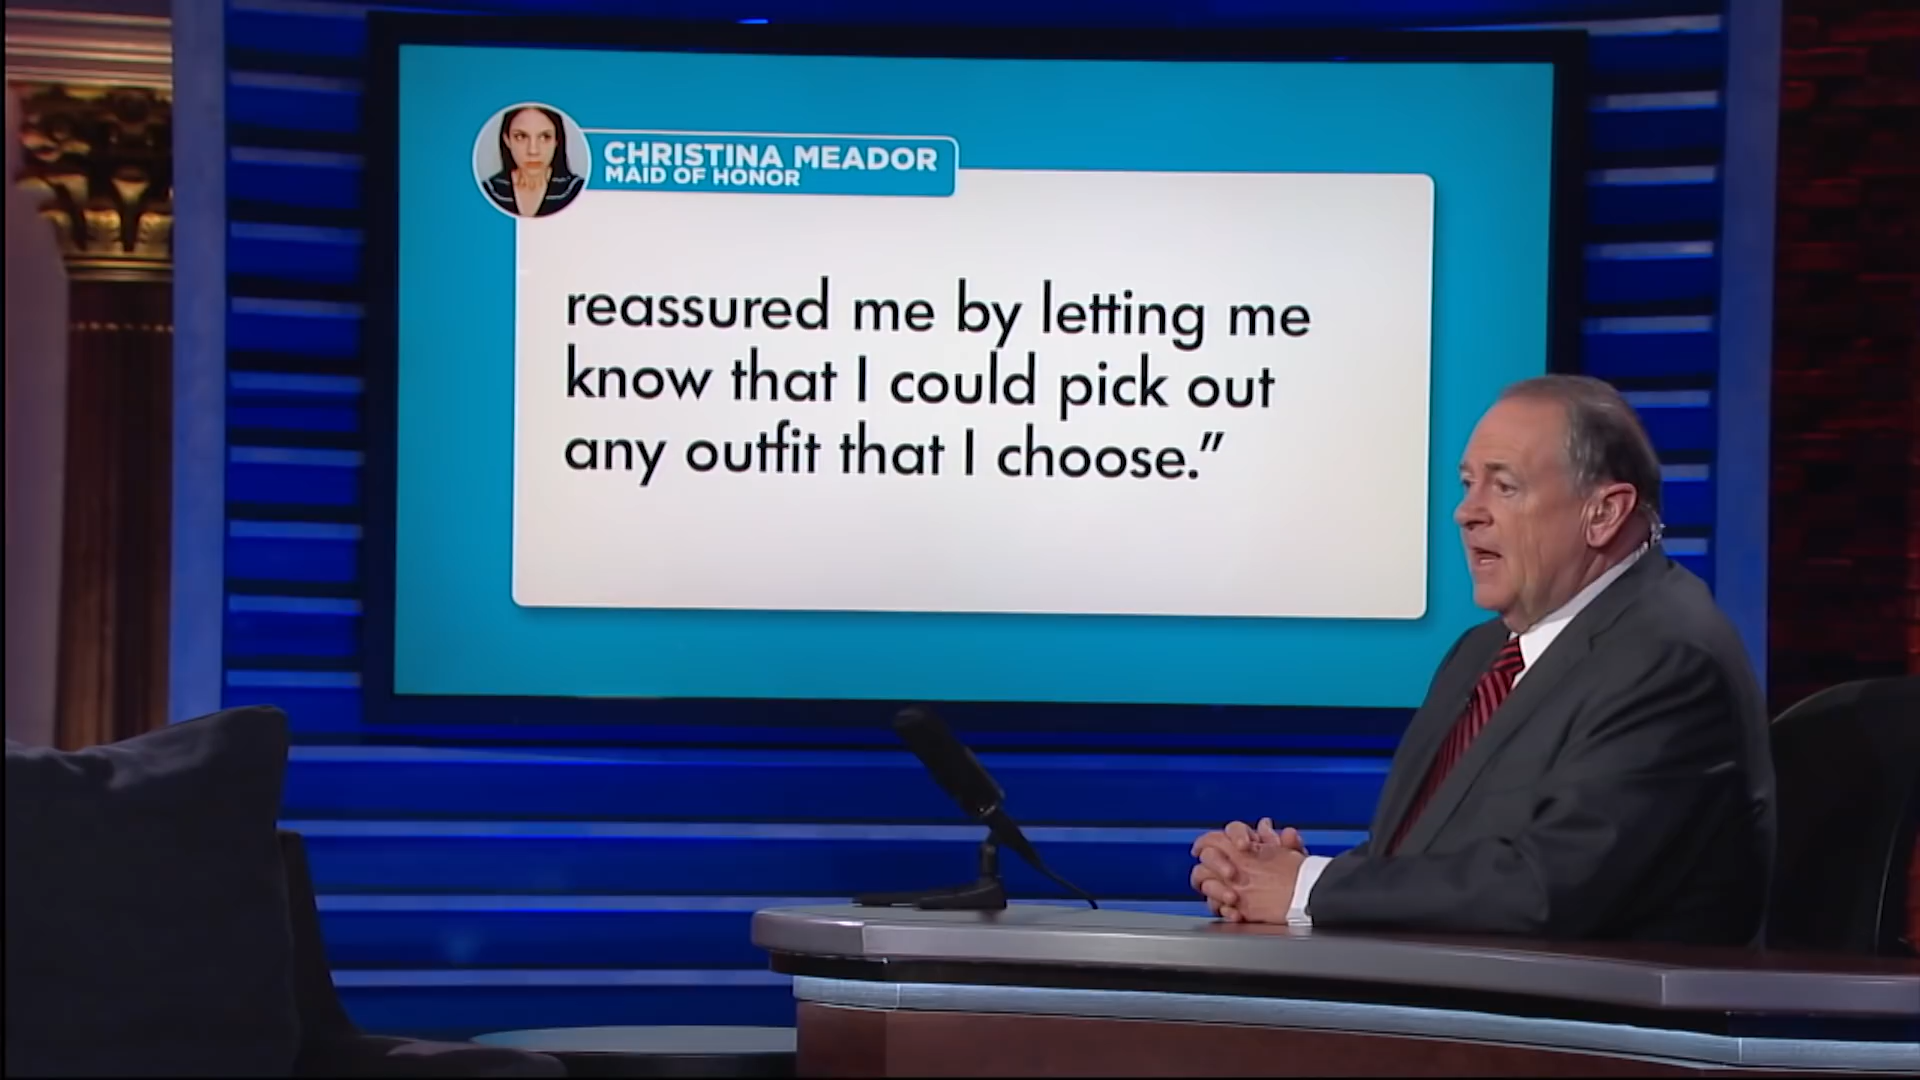 CHRISTINA MEADOR
MAID OF HONOR
reassured me by letting me
know that I could pick out
any outfit that I choose.”